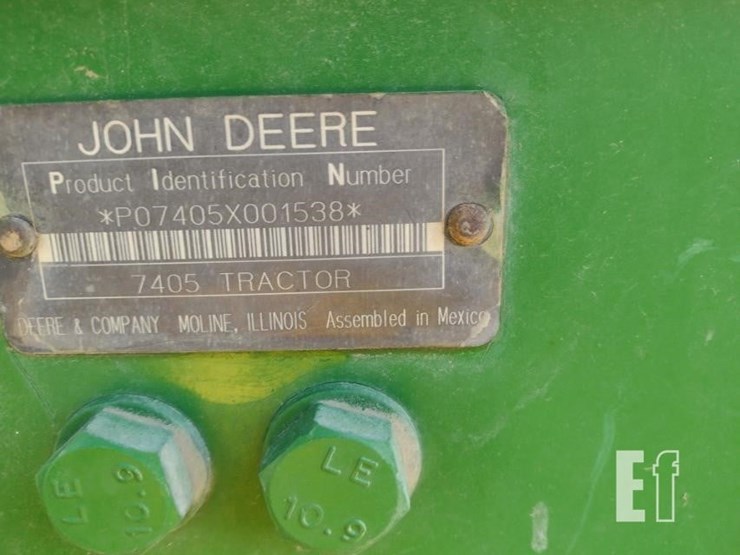 JOHN DEERE
Product Identification Number
*P07405X001538*
7405 TRACTOR
DEERE & COMPANY MOLINE, ILLINOIS Assembled in Mexico
LE
10.9
LE
10.9
Ef